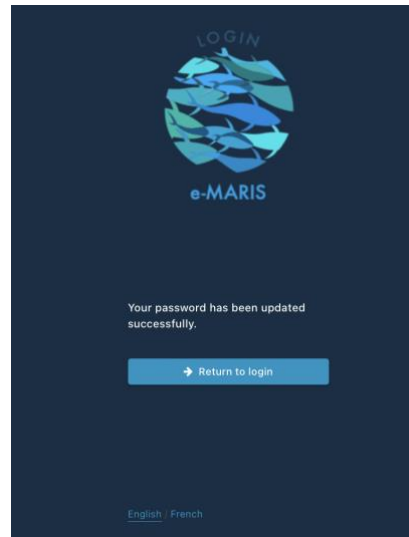 LOGIN
e-MARIS
Your password has been updated
successfully.
Return to login
English / French